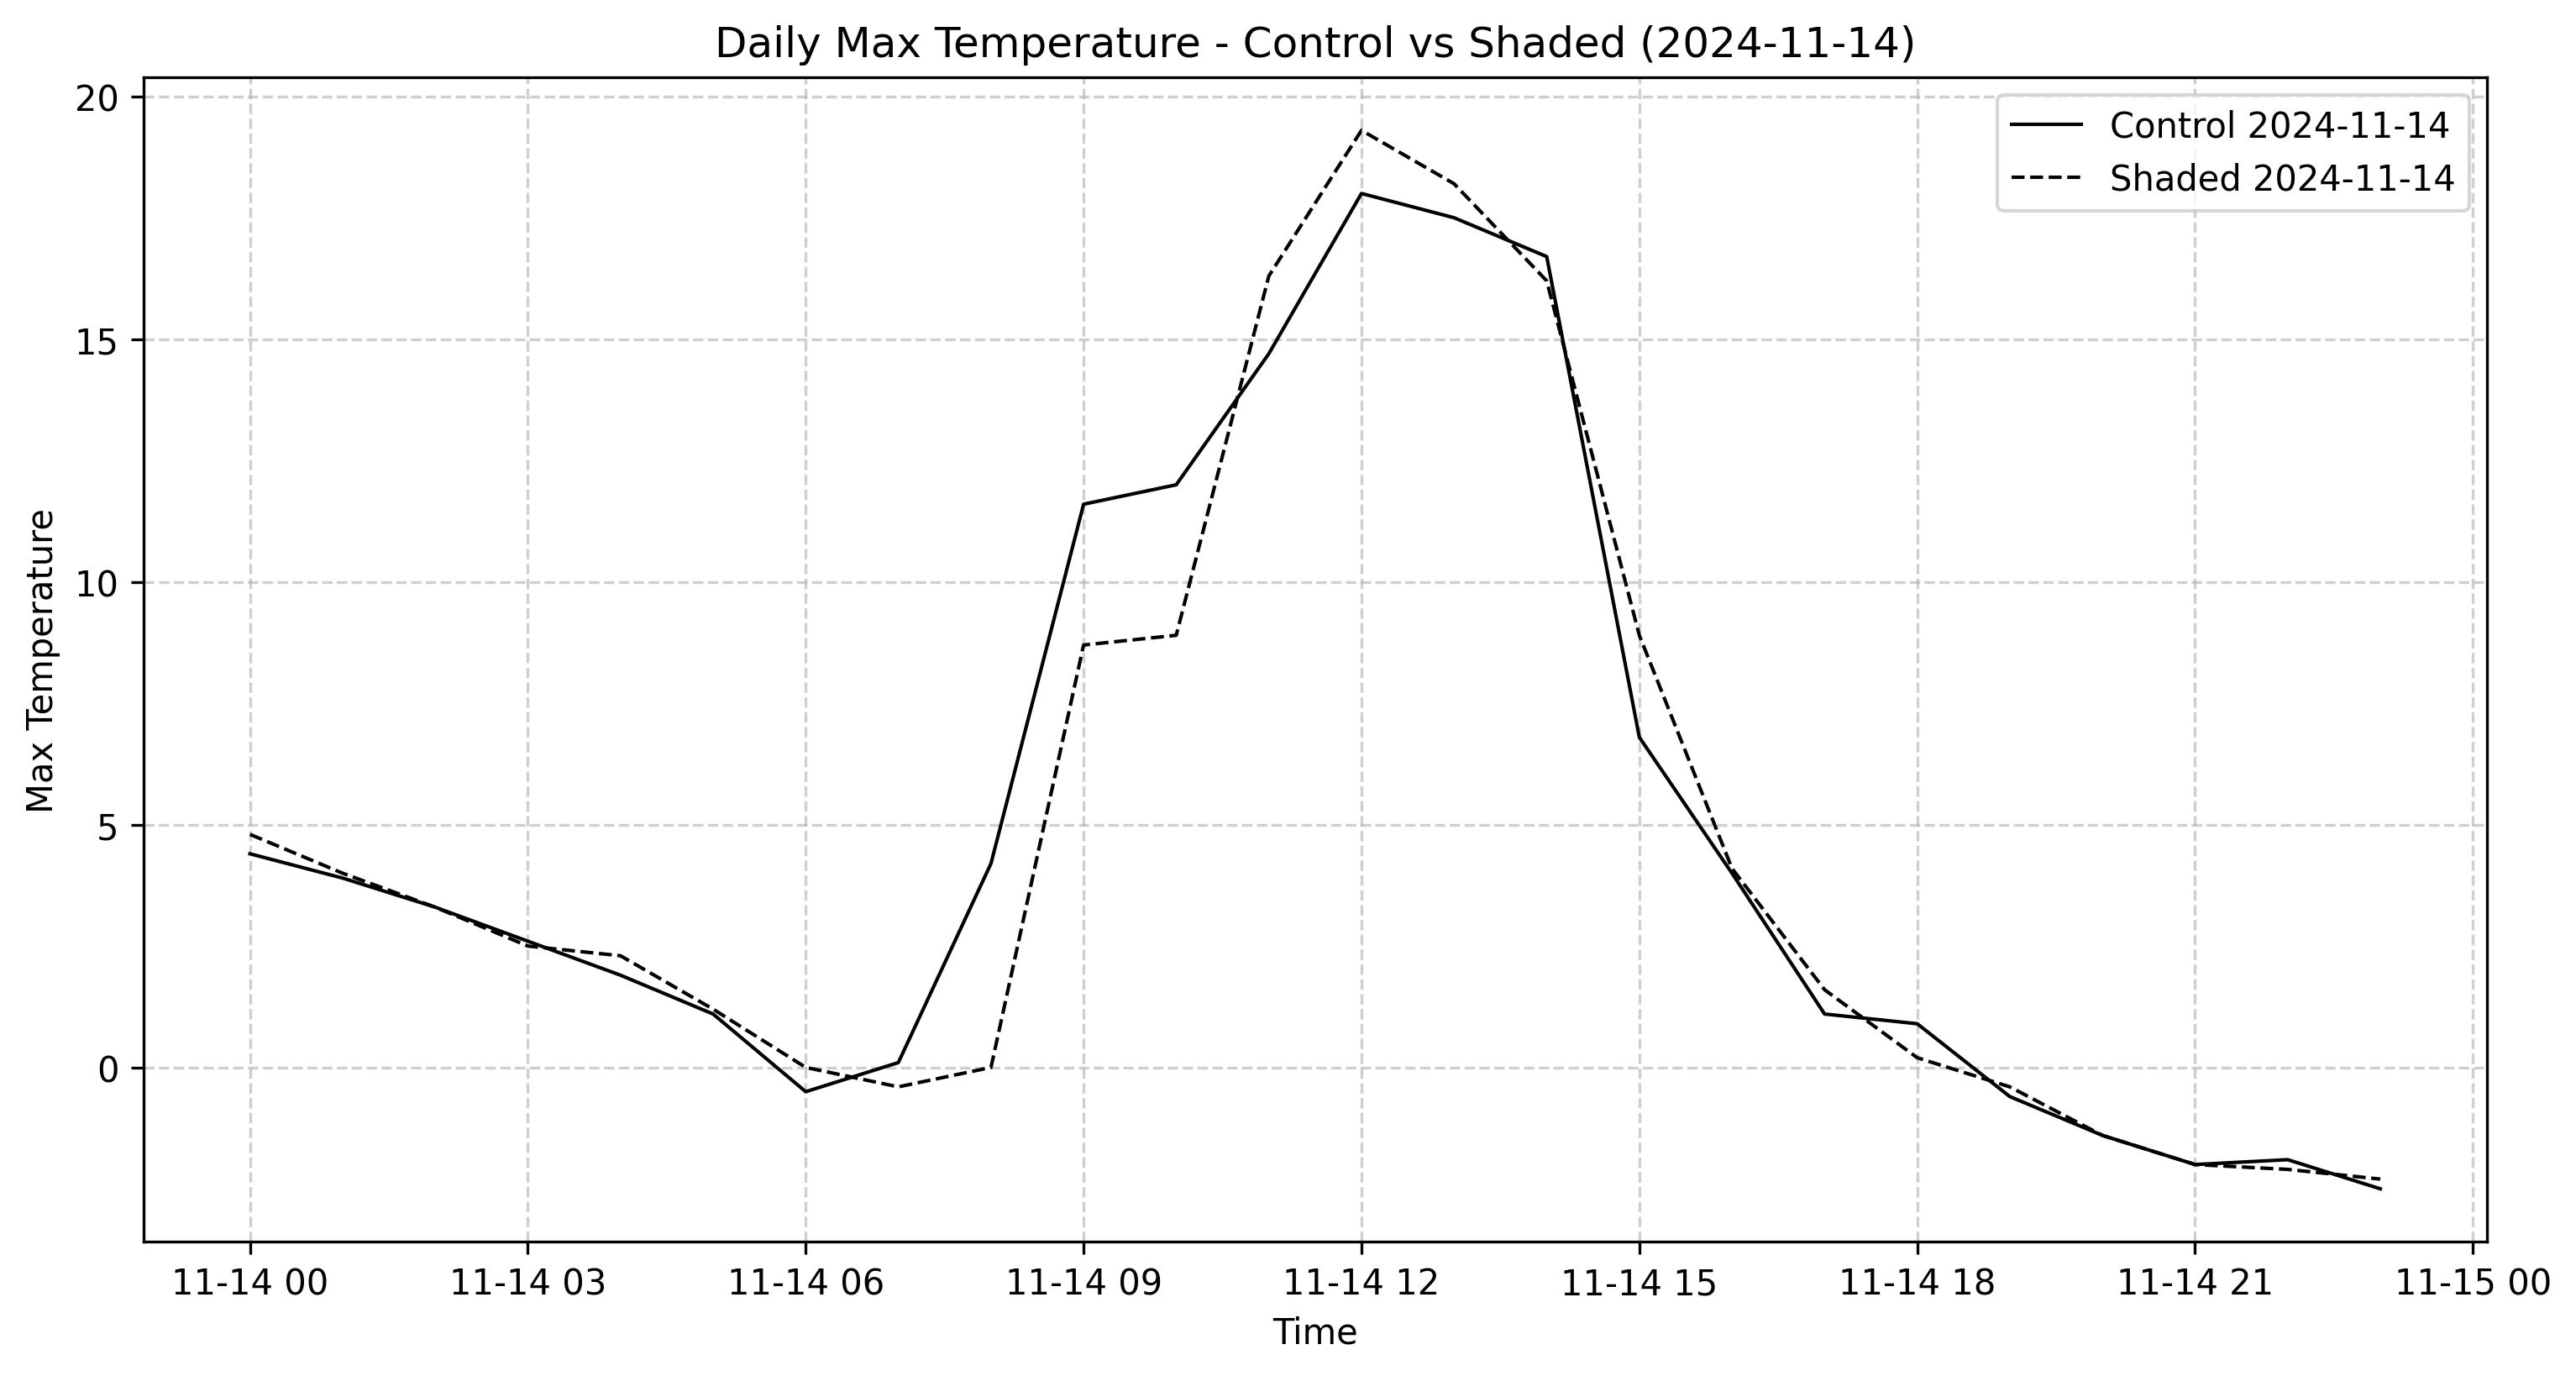 Daily Max Temperature - Control vs Shaded (2024-11-14)
Control 2024-11-14
Shaded 2024-11-14
Max Temperature
20
15
10
5
0
11-14 00 11-14 03 11-14 06 11-14 09 11-14 12 11-14 15 11-14 18 11-14 21 11-15 00
Time